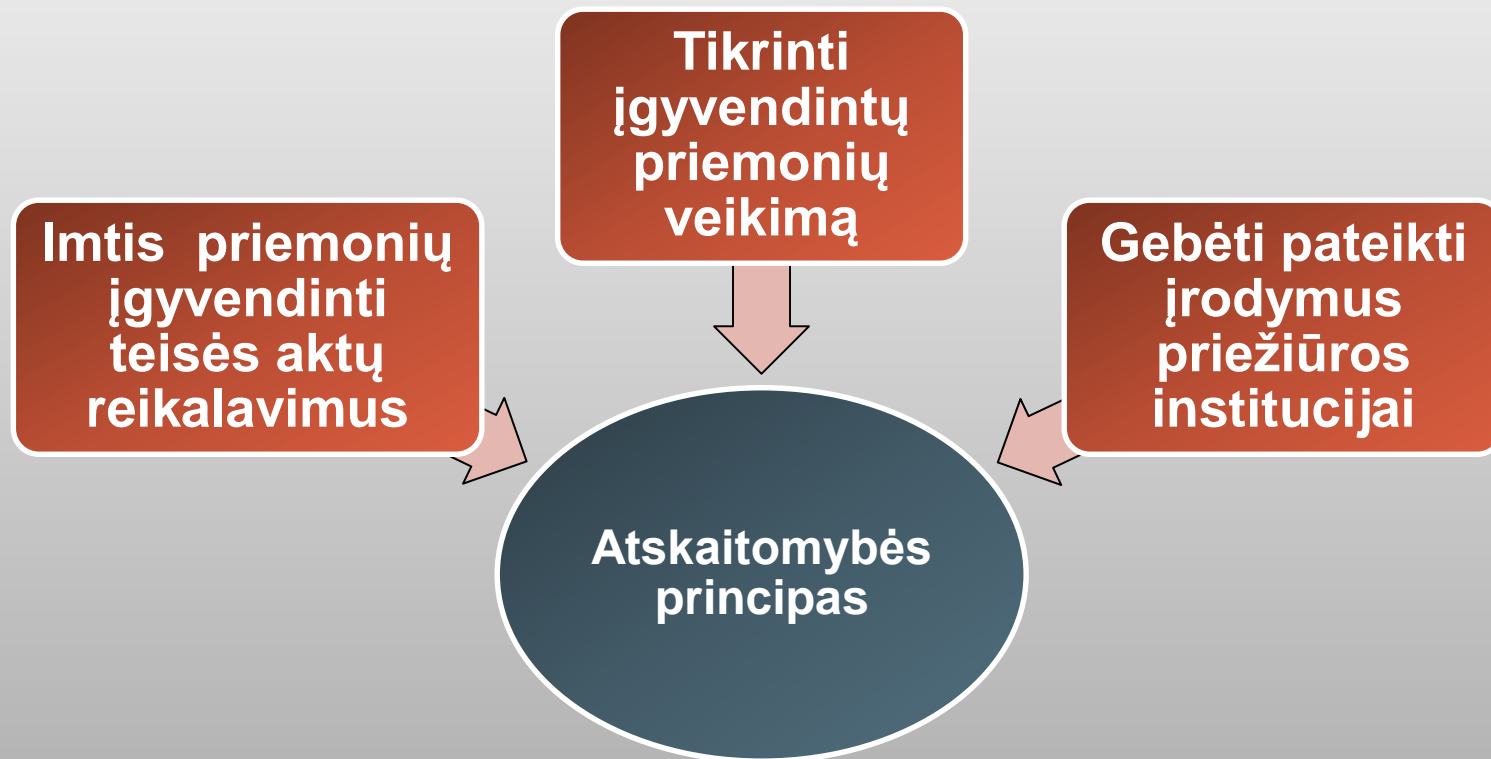 Tikrinti
įgyvendintų
priemonių
veikimą
Imtis  priemonių
įgyvendinti
teisės aktų
reikalavimus
Gebėti pateikti
įrodymus
priežiūros
institucijai
Atskaitomybės
principas